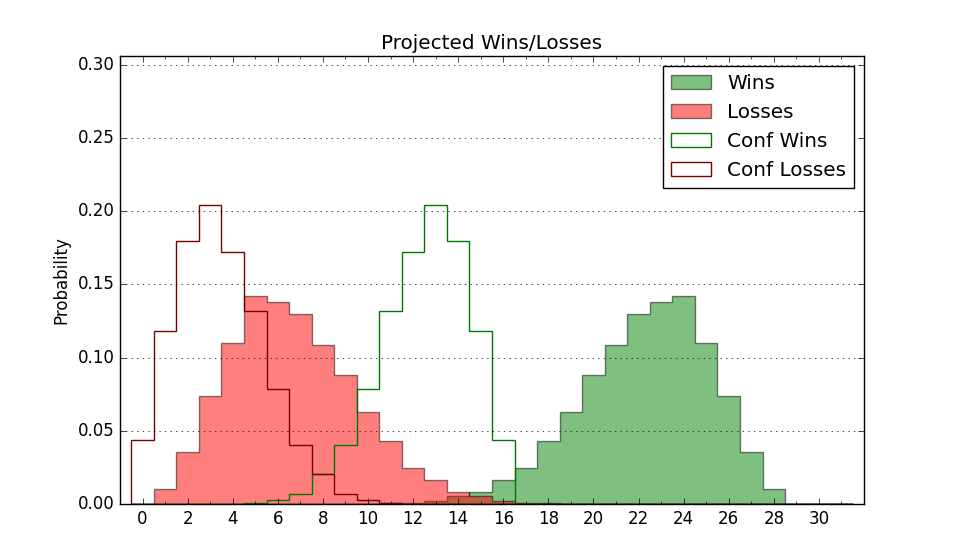 Projected Wins/Losses
0.30
0.25
0.20
0.15
0.10
0.05
0.00
Probability
Wins
Losses
Conf Wins
Conf Losses
0 2 4 6 8 10 12 14 16 18 20 22 24 26 28 30